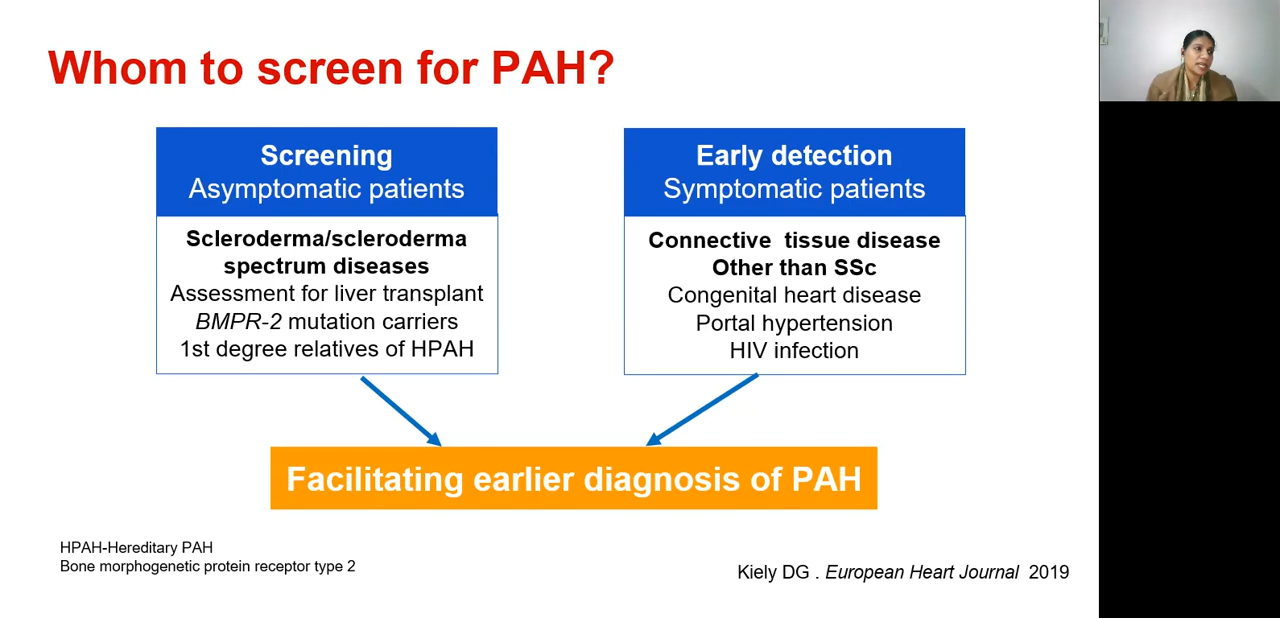 Whom to screen for PAH?
Screening
Asymptomatic patients
Scleroderma/scleroderma
spectrum diseases
Assessment for liver transplant
BMPR-2 mutation carriers
1st degree relatives of HPAH
Early detection
Symptomatic patients
Connective tissue disease
Other than SSc
Congenital heart disease
Portal hypertension
HIV infection
Facilitating earlier diagnosis of PAH
HPAH-Hereditary PAH
Bone morphogenetic protein receptor type 2
Kiely DG . European Heart Journal 2019